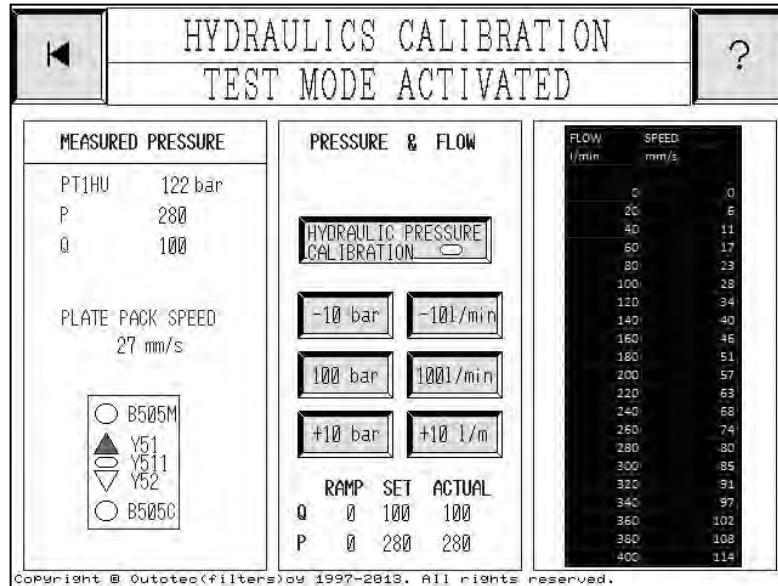 HYDRAULICS CALIBRATION
TEST MODE ACTIVATED
?
MEASURED PRESSURE
PT1HU 122 bar
P 280
Q 100
PLATE PACK SPEED
27 mm/s
B505M
Y51
Y511
Y52
B505C
PRESSURE & FLOW
HYDRAULIC PRESSURE
CALIBRATION
-10 bar -10l/min
100 bar 100l/min
+10 bar +10 l/m
RAMP SET ACTUAL
Q 0 100 100
P 0 280 280
FLOW SPEED
l/min mm/s
0 0
20 6
40 11
60 17
80 23
100 28
120 34
140 40
160 46
180 51
200 57
220 63
240 68
260 74
280 80
300 85
320 91
340 97
360 102
380 108
400 114
Copyright © Outotec(filters)oy 1997-2013. All rights reserved.